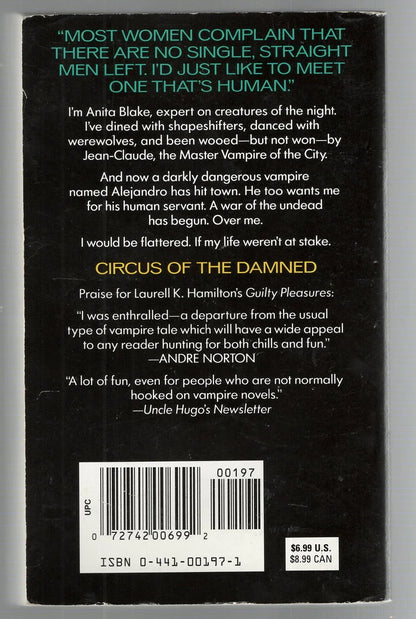 "MOST WOMEN COMPLAIN THAT
THERE ARE NO SINGLE, STRAIGHT
MEN LEFT. I'D JUST LIKE TO MEET
ONE THAT'S HUMAN."
I'm Anita Blake, expert on creatures of the night.
I've dined with shapeshifters, danced with
werewolves, and been wooed—but not won—by
Jean-Claude, the Master Vampire of the City.
And now a darkly dangerous vampire
named Alejandro has hit town. He too wants me
for his human servant. A war of the undead
has begun. Over me.
I would be flattered. If my life weren't at stake.
CIRCUS OF THE DAMNED
Praise for Laurell K. Hamilton's Guilty Pleasures:
"I was enthralled—a departure from the usual
type of vampire tale which will have a wide appeal
to any reader hunting for both chills and fun."
—ANDRE NORTON
"A lot of fun, even for people who are not normally
hooked on vampire novels."
—Uncle Hugo's Newsletter
00197
UPC
0 72742 00699 2
ISBN 0-441-00197-1
$6.99 U.S.
$8.99 CAN